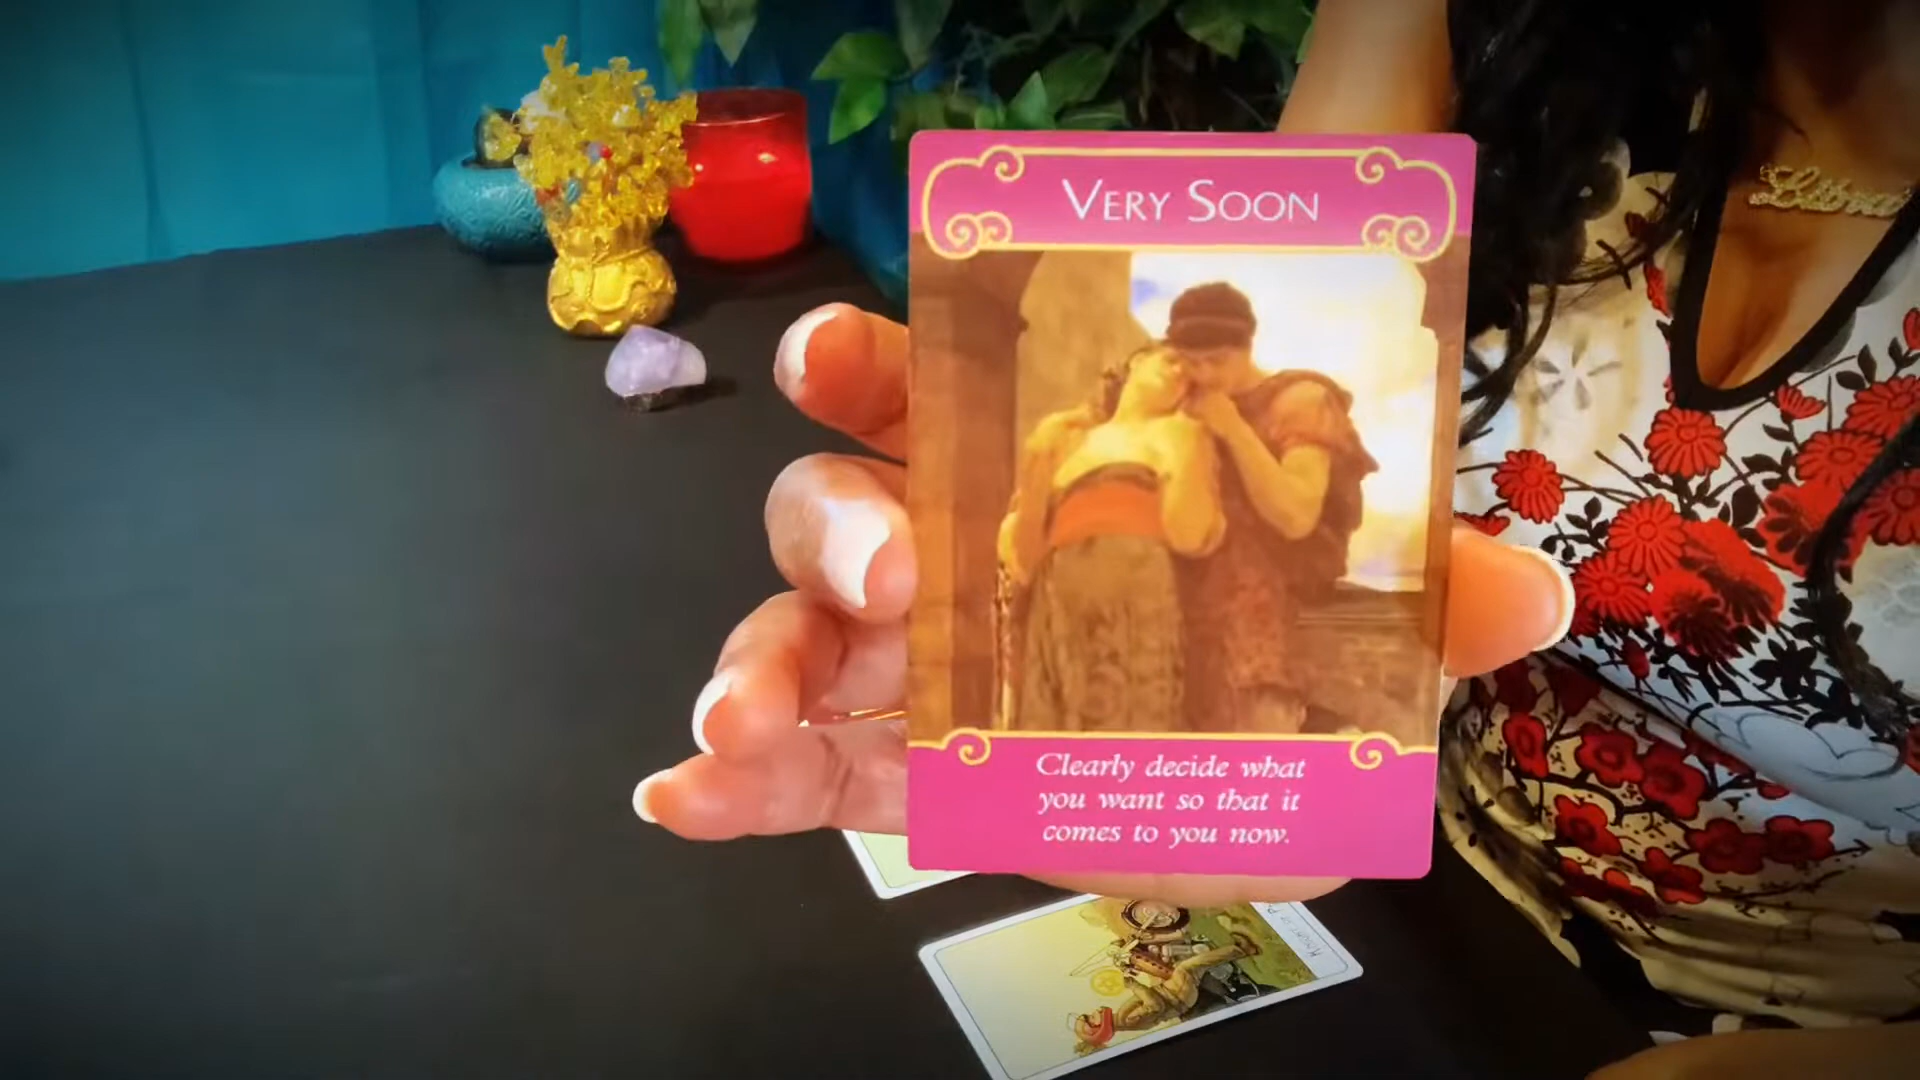 VERY SOON
Clearly decide what
you want so that it
comes to you now.